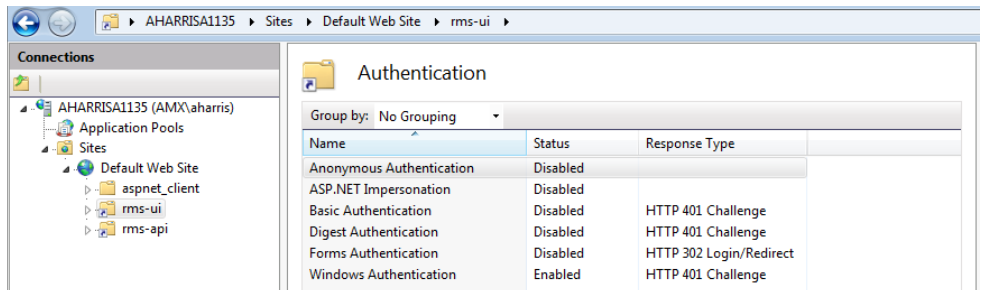 AHARRISA1135 Sites Default Web Site rms-ui
Connections
AHARRISA1135 (AMX\aharris)
Application Pools
Sites
Default Web Site
aspnet_client
rms-ui
rms-api
Authentication
Group by: No Grouping
Name Status Response Type
Anonymous Authentication Disabled
ASP.NET Impersonation Disabled
Basic Authentication Disabled HTTP 401 Challenge
Digest Authentication Disabled HTTP 401 Challenge
Forms Authentication Disabled HTTP 302 Login/Redirect
Windows Authentication Enabled HTTP 401 Challenge